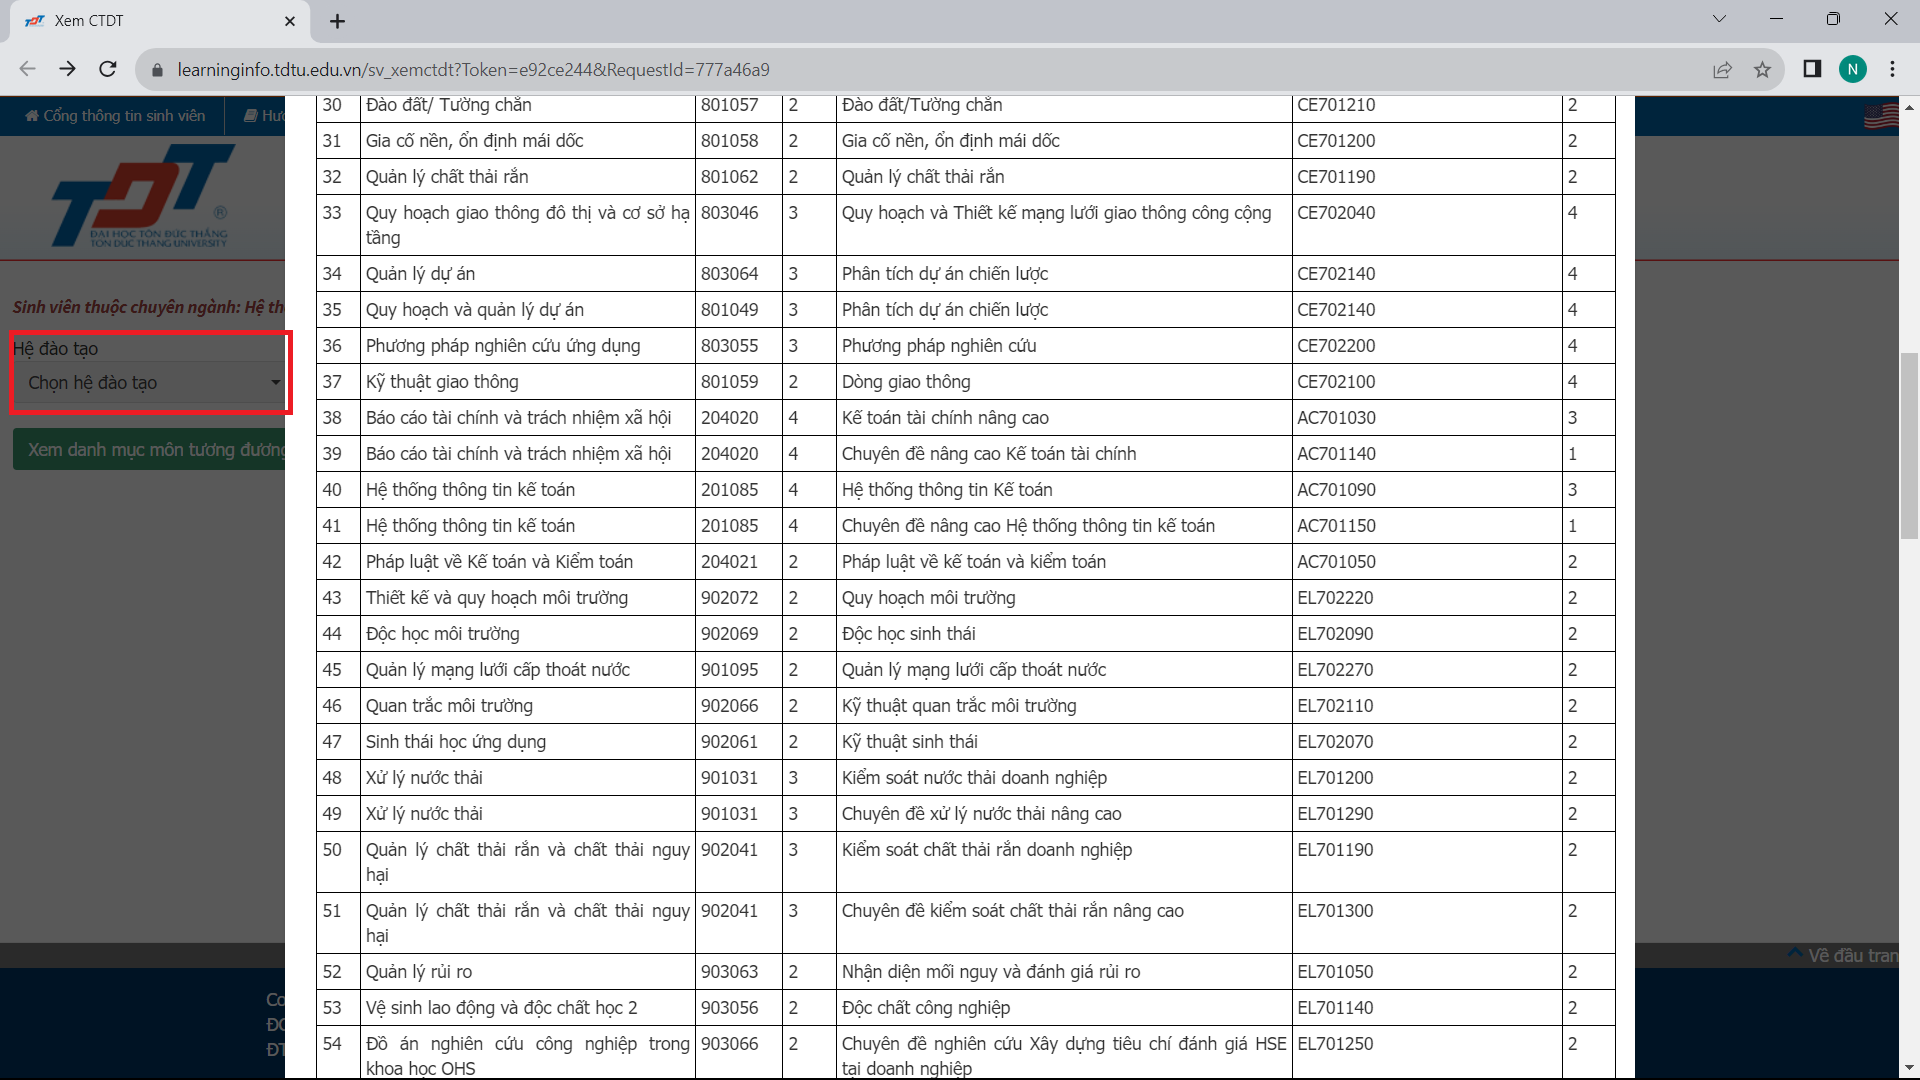 Xem CTDT
learninginfo.tdtu.edu.vn/sv_xemctdt?Token=e92ce244&RequestId=777a46a9
N
Cổng thông tin sinh viên
TDT
®
ĐẠI HỌC TÔN ĐỨC THẮNG
TON DUC THANG UNIVERSITY
Sinh viên thuộc chuyên ngành: Hệ
Hệ đào tạo
Chọn hệ đào tạo
Xem danh mục môn tương đương
30 Đào đất/ Tường chắn 801057 2 Đào đất/Tường chắn CE701210 2
31 Gia cố nền, ổn định mái dốc 801058 2 Gia cố nền, ổn định mái dốc CE701200 2
32 Quản lý chất thải rắn 801062 2 Quản lý chất thải rắn CE701190 2
33 Quy hoạch giao thông đô thị và cơ sở hạ 803046 3 Quy hoạch và Thiết kế mạng lưới giao thông công cộng CE702040 4
tầng
34 Quản lý dự án 803064 3 Phân tích dự án chiến lược CE702140 4
35 Quy hoạch và quản lý dự án 801049 3 Phân tích dự án chiến lược CE702140 4
36 Phương pháp nghiên cứu ứng dụng 803055 3 Phương pháp nghiên cứu CE702200 4
37 Kỹ thuật giao thông 801059 2 Dòng giao thông CE702100 4
38 Báo cáo tài chính và trách nhiệm xã hội 204020 4 Kế toán tài chính nâng cao AC701030 3
39 Báo cáo tài chính và trách nhiệm xã hội 204020 4 Chuyên đề nâng cao Kế toán tài chính AC701140 1
40 Hệ thống thông tin kế toán 201085 4 Hệ thống thông tin Kế toán AC701090 3
41 Hệ thống thông tin kế toán 201085 4 Chuyên đề nâng cao Hệ thống thông tin kế toán AC701150 1
42 Pháp luật về Kế toán và Kiểm toán 204021 2 Pháp luật về kế toán và kiểm toán AC701050 2
43 Thiết kế và quy hoạch môi trường 902072 2 Quy hoạch môi trường EL702220 2
44 Độc học môi trường 902069 2 Độc học sinh thái EL702090 2
45 Quản lý mạng lưới cấp thoát nước 901095 2 Quản lý mạng lưới cấp thoát nước EL702270 2
46 Quan trắc môi trường 902066 2 Kỹ thuật quan trắc môi trường EL702110 2
47 Sinh thái học ứng dụng 902061 2 Kỹ thuật sinh thái EL702070 2
48 Xử lý nước thải 901031 3 Kiểm soát nước thải doanh nghiệp EL701200 2
49 Xử lý nước thải 901031 3 Chuyên đề xử lý nước thải nâng cao EL701290 2
50 Quản lý chất thải rắn và chất thải nguy 902041 3 Kiểm soát chất thải rắn doanh nghiệp EL701190 2
hại
51 Quản lý chất thải rắn và chất thải nguy 902041 3 Chuyên đề kiểm soát chất thải rắn nâng cao EL701300 2
hại
52 Quản lý rủi ro 903063 2 Nhận diện mối nguy và đánh giá rủi ro EL701050 2
53 Vệ sinh lao động và độc chất học 2 903056 2 Độc chất công nghiệp EL701140 2
54 Đồ án nghiên cứu công nghiệp trong 903066 2 Chuyên đề nghiên cứu Xây dựng tiêu chí đánh giá HSE EL701250 2
khoa học OHS tại doanh nghiệp
Về đầu